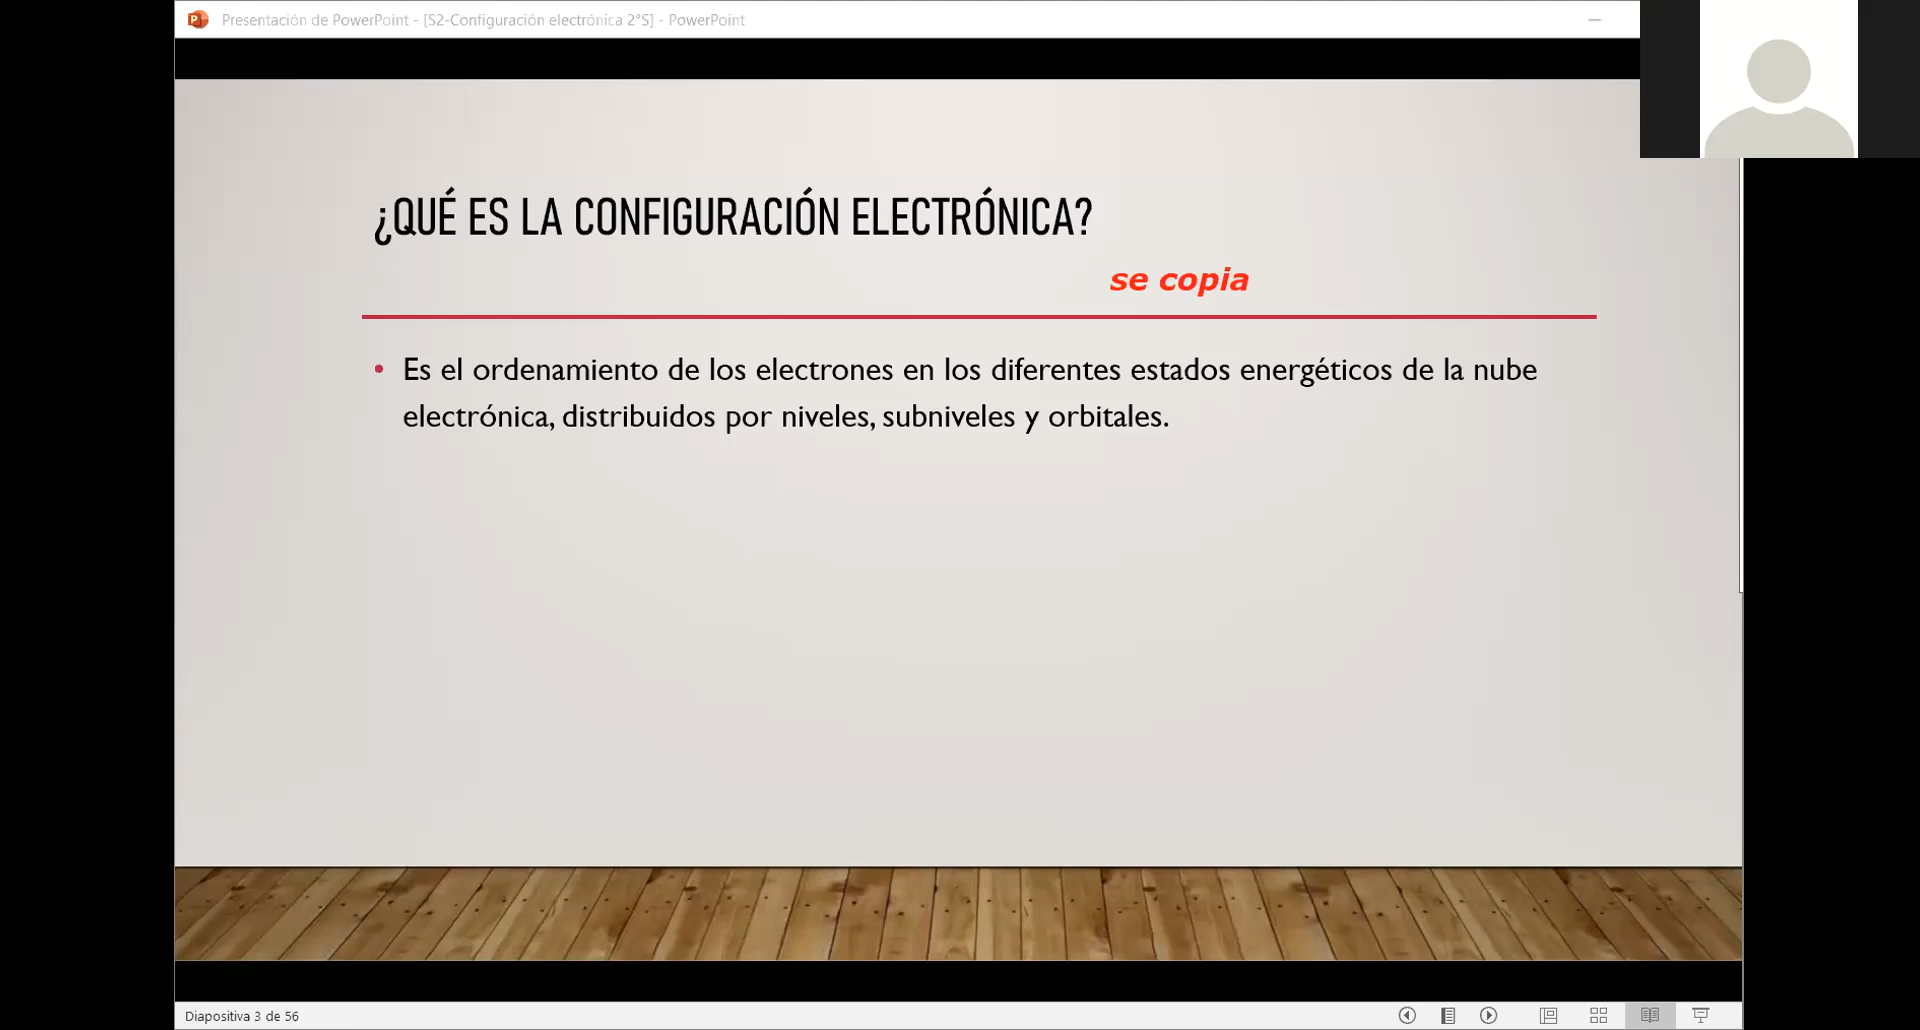 Presentación de PowerPoint - [S2-Configuración electrónica 2°S] - PowerPoint
¿QUÉ ES LA CONFIGURACIÓN ELECTRÓNICA?
se copia
• Es el ordenamiento de los electrones en los diferentes estados energéticos de la nube
electrónica, distribuidos por niveles, subniveles y orbitales.
Diapositiva 3 de 56